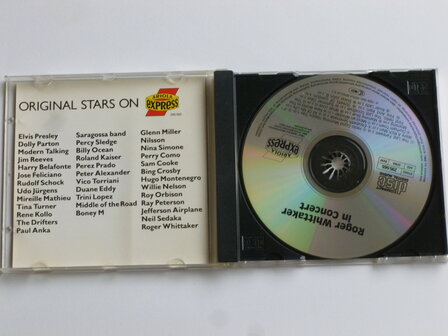 ORIGINAL STARS ON
ARIOLA
express
Elvis Presley
Dolly Parton
Modern Talking
Jim Reeves
Harry Belafonte
Jose Feliciano
Rudolf Schock
Udo Jürgens
Mireille Mathieu
Tina Turner
Rene Kollo
The Drifters
Paul Anka
Saragossa band
Percy Sledge
Billy Ocean
Roland Kaiser
Perez Prado
Peter Alexander
Vico Torriani
Duane Eddy
Trini Lopez
Middle of the Road
Boney M
Glenn Miller
Nilsson
Nina Simone
Perry Como
Sam Cooke
Bing Crosby
Hugo Montenegro
Willie Nelson
Roy Orbison
Ray Peterson
Jefferson Airplane
Neil Sedaka
Roger Whittaker
ARIOLA
express
COMPACT
disc
DIGITAL AUDIO
Roger Whittaker
in Concert